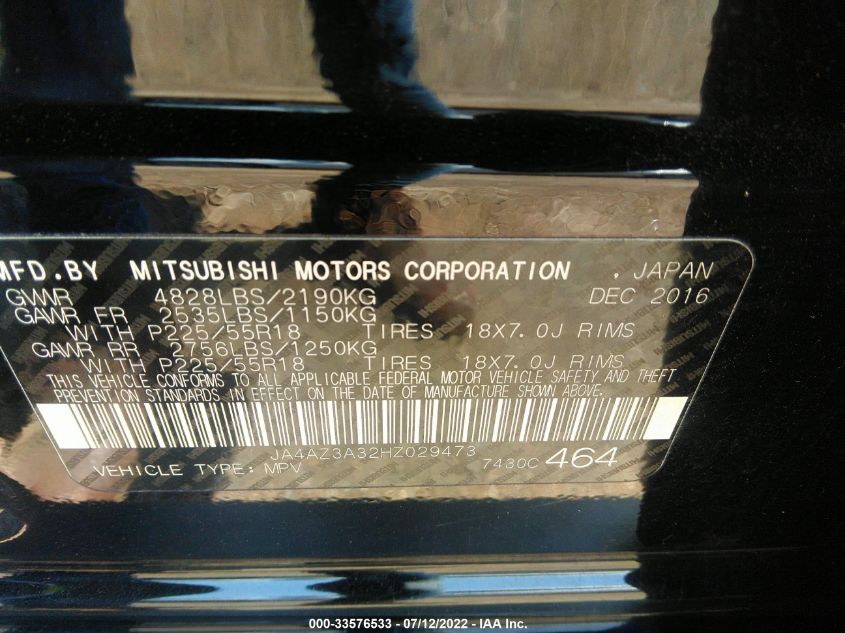 MFD.BY MITSUBISHI MOTORS CORPORATION . JAPAN
GVWR 4828LBS/2190KG DEC 2016
GAWR FR 2535LBS/1150KG
WITH P225/55R18 TIRES 18X7.0J RIMS
GAWR RR 2756LBS/1250KG
WITH P225/55R18 TIRES 18X7.0J RIMS
THIS VEHICLE CONFORMS TO ALL APPLICABLE FEDERAL MOTOR VEHICLE SAFETY AND THEFT
PREVENTION STANDARDS IN EFFECT ON THE DATE OF MANUFACTURE SHOWN ABOVE.
JA4AZ3A32HZ029473
VEHICLE TYPE: MPV 7430C 464
000-33576533 - 07/12/2022 - IAA Inc.